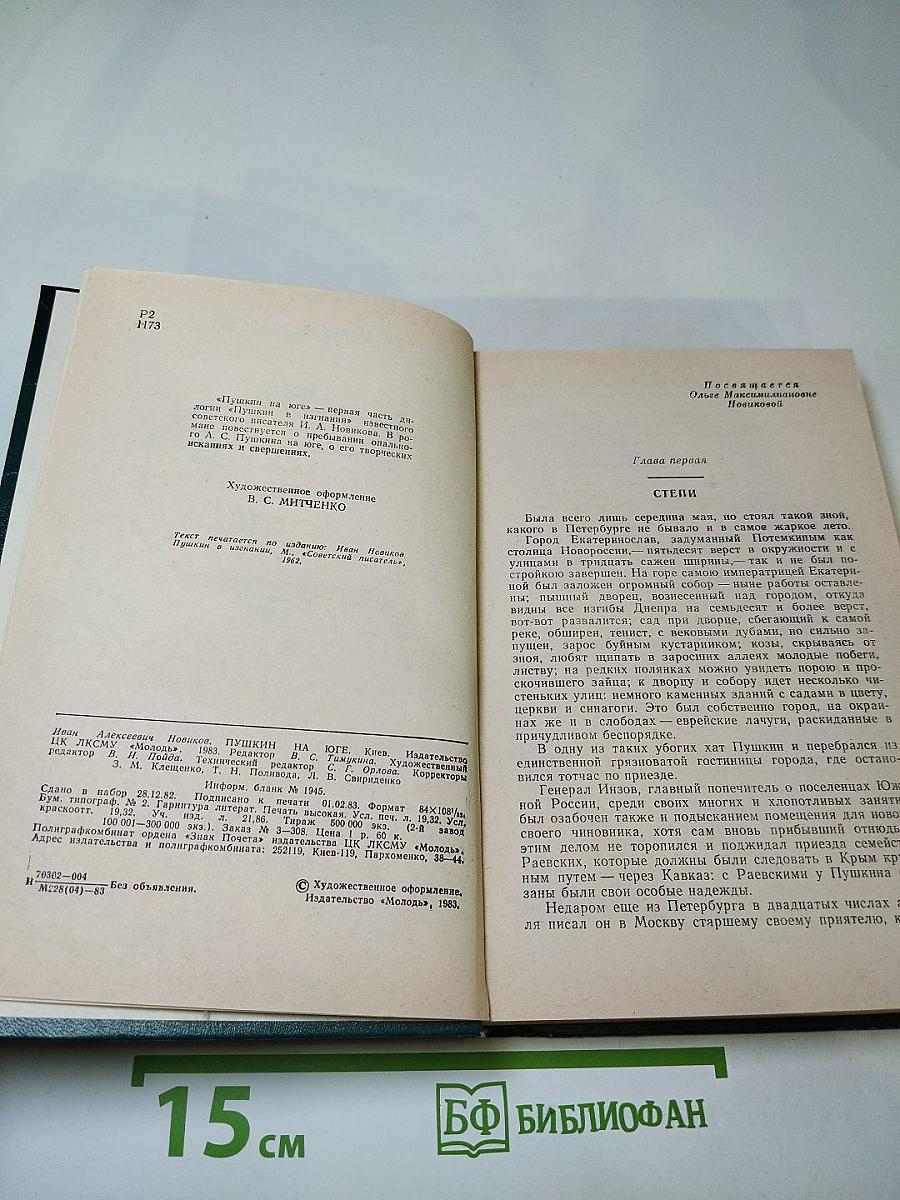 Р2
Н73
«Пушкин на юге» — первая часть ди-
логии «Пушкин в изгнании» известного
советского писателя И. А. Новикова. В ро-
мане повествуется о пребывании опально-
го А. С. Пушкина на юге, о его творческих
исканиях и свершениях.
Художественное оформление
В. С. МИТЧЕНКО
Текст печатается по изданию: Иван Новиков
Пушкин в изгнании, М., «Советский писатель»,
1962.
Иван Алексеевич Новиков. ПУШКИН НА ЮГЕ. Киев. Издательство
ЦК ЛКСМУ «Молодь». 1983. Редактор В. С. Тимукина. Художественный
редактор В. Н. Пойда. Технический редактор С. Г. Орлова. Корректоры
З. М. Клещенко, Т. Н. Поливода, Л. В. Свириденко
Информ. бланк № 1945.
Сдано в набор 28.12.82. Подписано к печати 01.02.83. Формат 84X108¹/₃₂.
Бум. типограф. № 2. Гарнитура литерат. Печать высокая. Усл. печ. л. 19,32. Усл.
краскоотт. 19,32. Уч. изд. л. 21,86. Тираж 500 000 экз. (2-й завод
100 001—300 000 экз.). Заказ № 3—308. Цена 1 р. 60 к.
Полиграфкомбинат ордена «Знак Почета» издательства ЦК ЛКСМУ «Молодь».
Адрес издательства и полиграфкомбината: 252119, Киев-119, Пархоменко, 38—44.
Н 70302—004
М228(04)—83 Без объявления.
© Художественное оформление.
Издательство «Молодь», 1983.
Посвящается
Ольге Максимилиановне
Новиковой
Глава первая
СТЕПИ
Была всего лишь середина мая, но стоял такой зной,
какого в Петербурге не бывало и в самое жаркое лето.
Город Екатеринослав, задуманный Потемкиным как
столица Новороссии,— пятьдесят верст в окружности и с
улицами в тридцать сажен ширины,— так и не был по-
стройкою завершен. На горе самою императрицей Екатери-
ной был заложен огромный собор — ныне работы оставле-
ны; пышный дворец, вознесенный над городом, откуда
видны все изгибы Днепра на семьдесят и более верст,
вот-вот развалится; сад при дворце, сбегающий к самой
реке, обширен, тенист, с вековыми дубами, но сильно за-
пущен, зарос буйным кустарником; козы, скрываясь от
зноя, любят щипать в заросших аллеях молодые побеги,
листву; на редких полянках можно увидеть порою и про-
скочившего зайца; к дворцу и собору идет несколько чи-
стеньких улиц: немного каменных зданий с садами в цвету,
церкви и синагоги. Это был собственно город, на окраи-
нах же и в слободах — еврейские лачуги, раскиданные в
причудливом беспорядке.
В одну из таких убогих хат Пушкин и перебрался из
единственной грязноватой гостиницы города, где остано-
вился тотчас по приезде.
Генерал Инзов, главный попечитель о поселенцах Юж
ной России, среди своих многих и хлопотливых заняти
был озабочен также и подысканием помещения для ново
своего чиновника, хотя сам вновь прибывший отнюдь
этим делом не торопился и поджидал приезда семейст
Раевских, которые должны были следовать в Крым кру
ным путем — через Кавказ: с Раевскими у Пушкина
заны были свои особые надежды.
Недаром еще из Петербурга в двадцатых числах а
ля писал он в Москву старшему своему приятелю, к
15 см
БФ БИБЛИОФАН